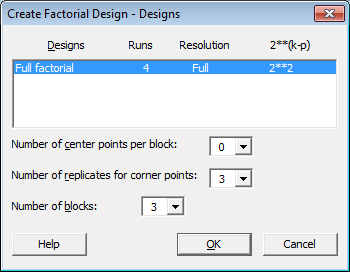 Create Factorial Design - Designs
Designs Runs Resolution 2**(k-p)
Full factorial 4 Full 2**2
Number of center points per block: 0
Number of replicates for corner points: 3
Number of blocks: 3
Help OK Cancel